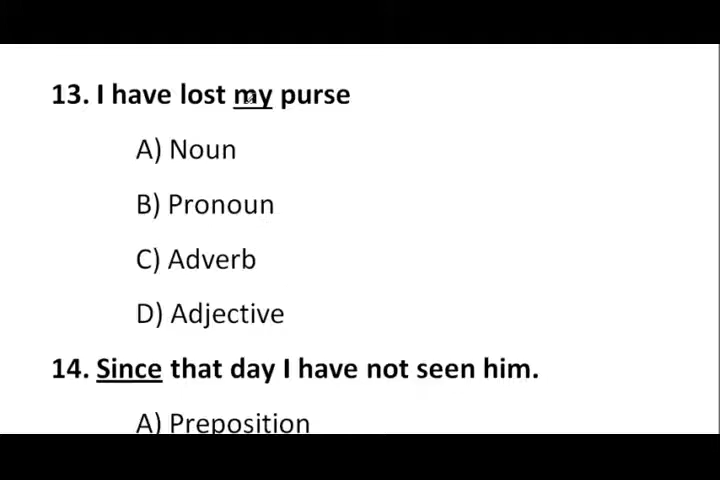 13. I have lost my purse
A) Noun
B) Pronoun
C) Adverb
D) Adjective
14. Since that day I have not seen him.
A) Preposition